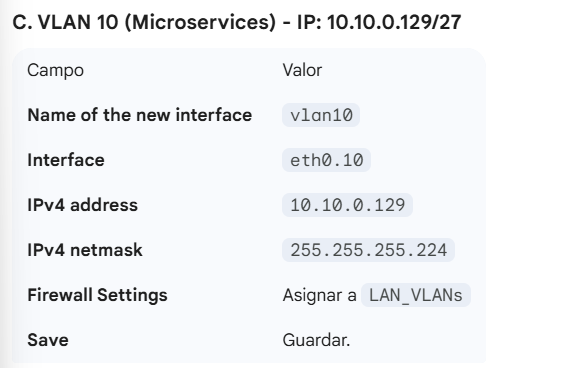 C. VLAN 10 (Microservices) - IP: 10.10.0.129/27
Campo Valor
Name of the new interface vlan10
Interface eth0.10
IPv4 address 10.10.0.129
IPv4 netmask 255.255.255.224
Firewall Settings Asignar a LAN_VLANs
Save Guardar.